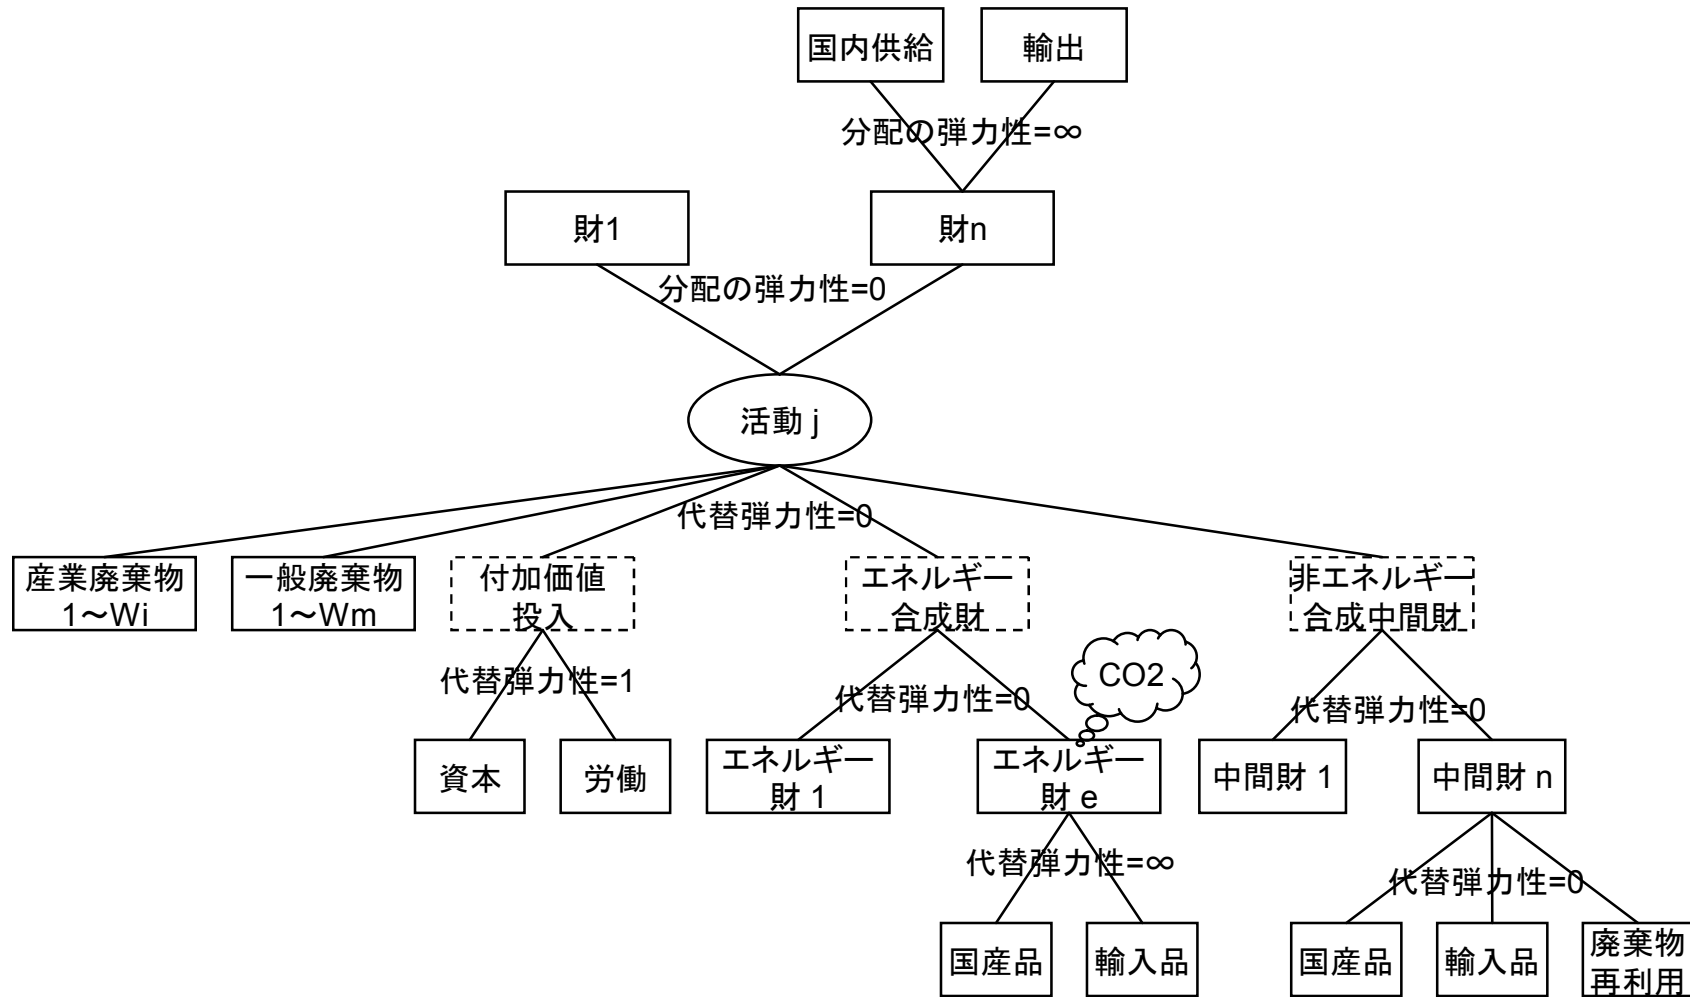 国内供給
輸出
分配の弾力性=∞
財1
財n
分配の弾力性=0
活動 j
代替弾力性=0
産業廃棄物
1～Wi
一般廃棄物
1～Wm
付加価値
投入
エネルギー
合成財
非エネルギー
合成中間財
代替弾力性=1
代替弾力性=0
CO2
代替弾力性=0
資本
労働
エネルギー
財 1
エネルギー
財 e
中間財 1
中間財 n
代替弾力性=∞
代替弾力性=0
国産品
輸入品
国産品
輸入品
廃棄物
再利用